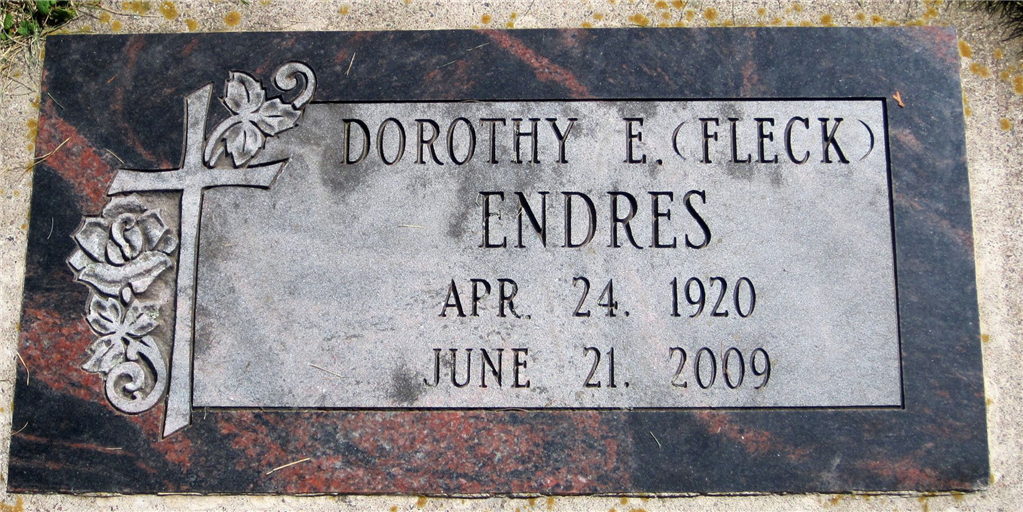 DOROTHY E. (FLECK)
ENDRES
APR. 24. 1920
JUNE 21. 2009